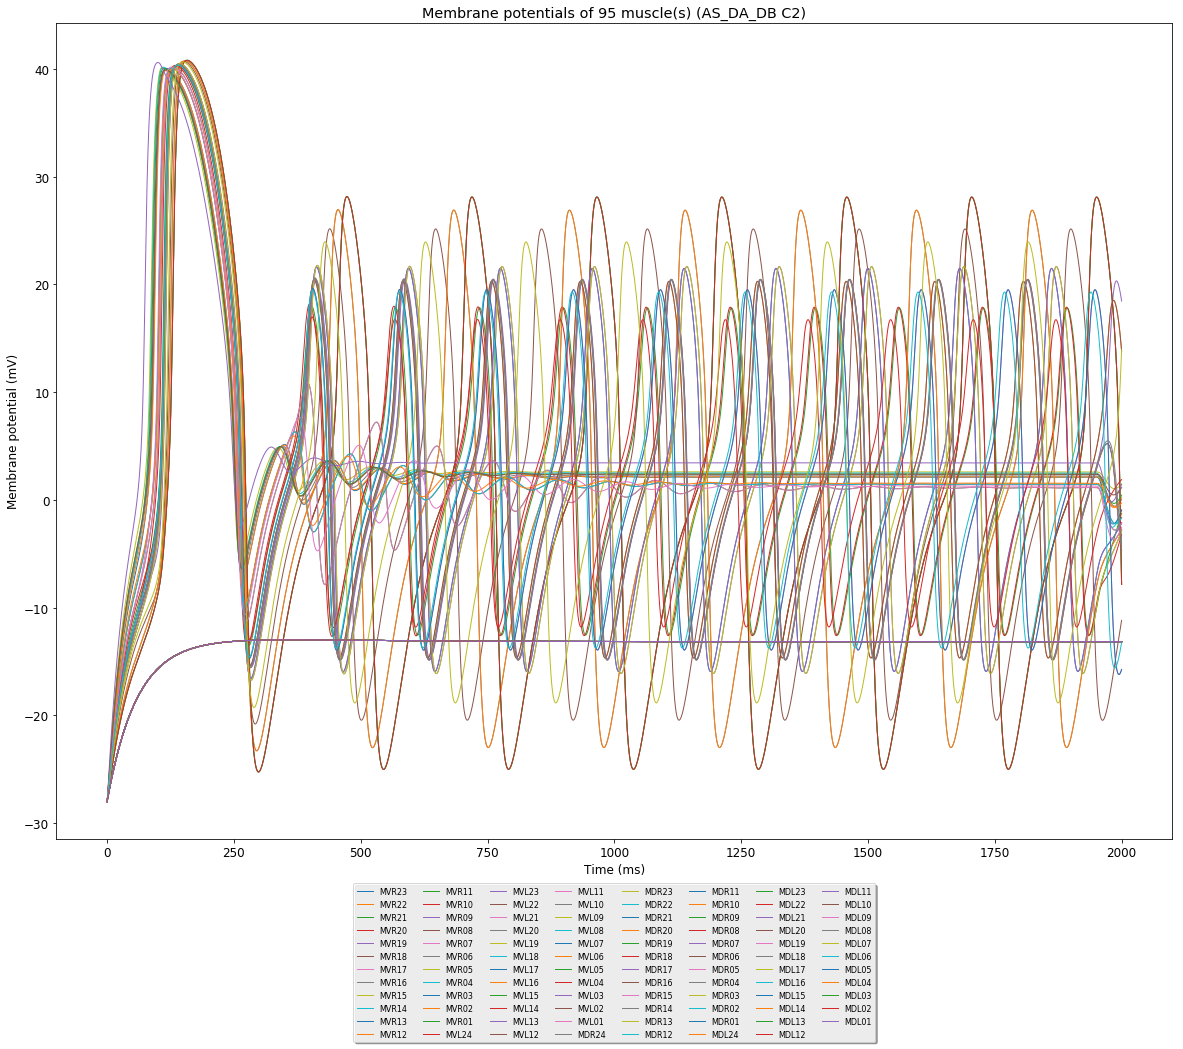 Membrane potentials of 95 muscle(s) (AS_DA_DB C2)
Membrane potential (mV)
40
30
20
10
0
−10
−20
−30
0 250 500 750 1000 1250 1500 1750 2000
Time (ms)
MVR23 MVR11 MVL23 MVL11 MDR23 MDR11 MDL23 MDL11
MVR22 MVR10 MVL22 MVL10 MDR22 MDR10 MDL22 MDL10
MVR21 MVR09 MVL21 MVL09 MDR21 MDR09 MDL21 MDL09
MVR20 MVR08 MVL20 MVL08 MDR20 MDR08 MDL20 MDL08
MVR19 MVR07 MVL19 MVL07 MDR19 MDR07 MDL19 MDL07
MVR18 MVR06 MVL18 MVL06 MDR18 MDR06 MDL18 MDL06
MVR17 MVR05 MVL17 MVL05 MDR17 MDR05 MDL17 MDL05
MVR16 MVR04 MVL16 MVL04 MDR16 MDR04 MDL16 MDL04
MVR15 MVR03 MVL15 MVL03 MDR15 MDR03 MDL15 MDL03
MVR14 MVR02 MVL14 MVL02 MDR14 MDR02 MDL14 MDL02
MVR13 MVR01 MVL13 MVL01 MDR13 MDR01 MDL13 MDL01
MVR12 MVL24 MVL12 MDR24 MDR12 MDL24 MDL12